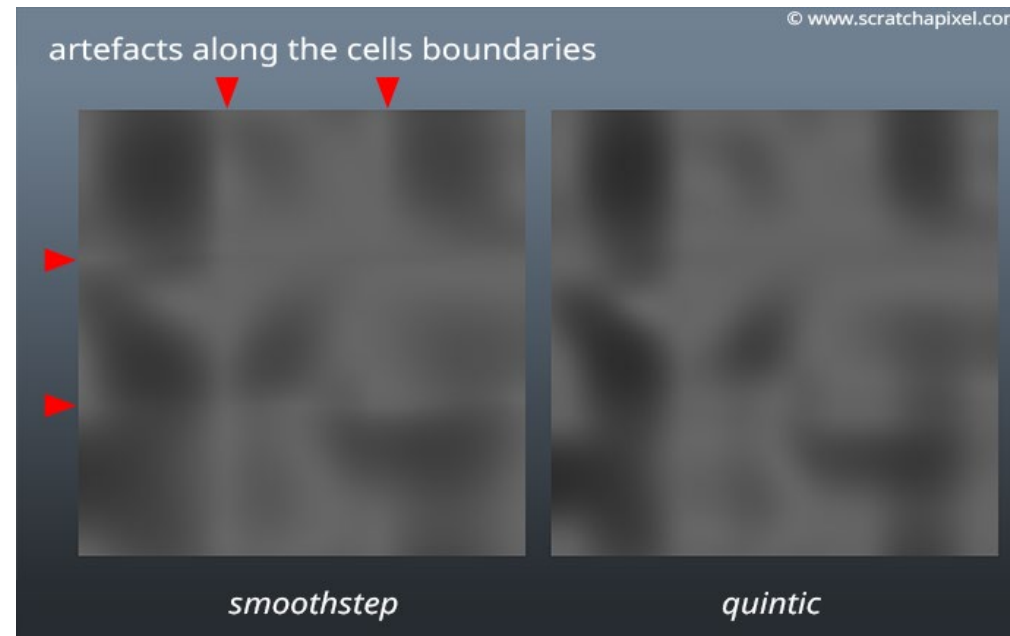 © www.scratchapixel.com
artefacts along the cells boundaries
smoothstep
quintic